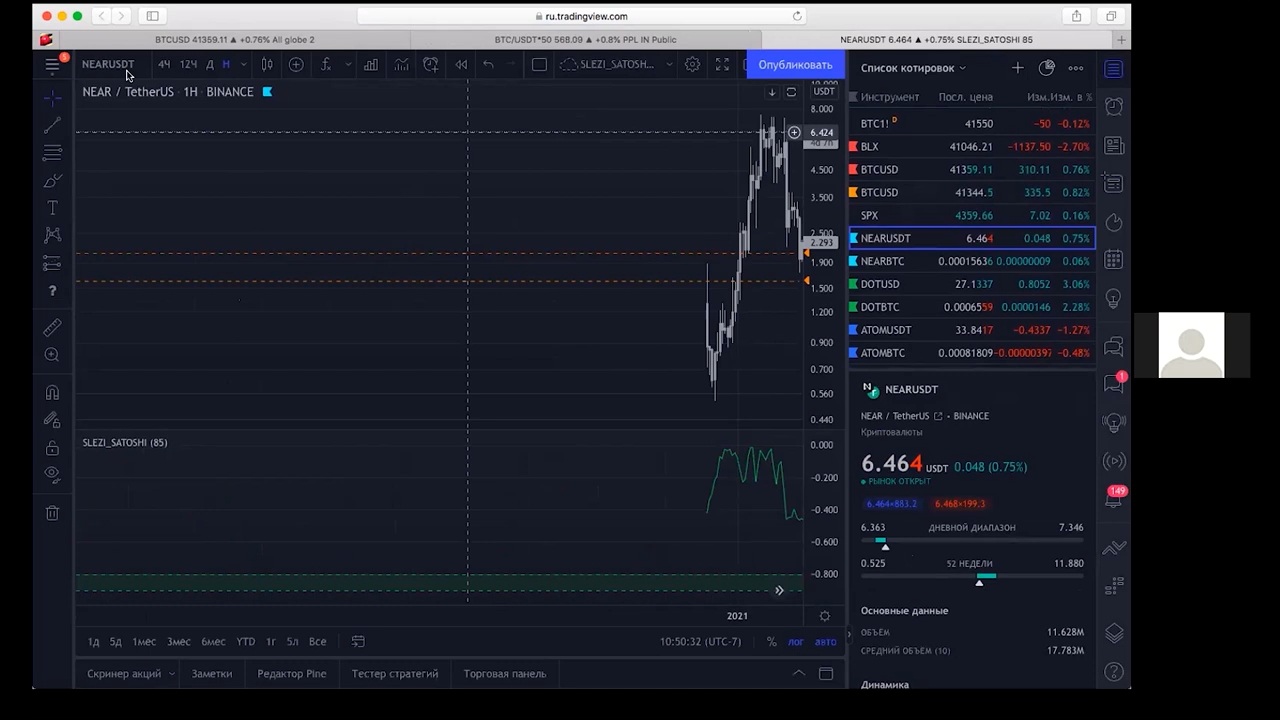 ru.tradingview.com
BTCUSD 41359.11 ▲ +0.76% All globe 2
BTC/USDT*50 568.09 ▲ +0.8% PPL IN Public
NEARUSDT 6.464 ▲ +0.75% SLEZI_SATOSHI 85
5
NEARUSDT
4Ч 12Ч Д Н
SLEZI_SATOSH...
Опубликовать
Список котировок
NEAR / TetherUS · 1Н · BINANCE
USDT
Инструмент Посл. цена Изм. Изм. в %
8.000
6.424
4.500
3.500
2.293
1.900
1.500
1.200
0.900
0.700
0.560
0.440
BTC1! D 41550 −50 −0.12%
BLX 41046.21 −1137.50 −2.70%
BTCUSD 41359.11 310.11 0.76%
BTCUSD 41344.5 335.5 0.82%
SPX 4359.66 7.02 0.16%
NEARUSDT 6.464 0.048 0.75%
NEARBTC 0.00015636 0.00000009 0.06%
DOTUSD 27.1337 0.8052 3.06%
DOTBTC 0.0006559 0.0000146 2.28%
ATOMUSDT 33.8417 −0.4337 −1.27%
ATOMBTC 0.00081809 −0.00000397 −0.48%
SLEZI_SATOSHI (85)
0.000
−0.200
−0.400
−0.600
−0.800
2021
NEARUSDT
NEAR / TetherUS · BINANCE
Криптовалюты
6.464 USDT 0.048 (0.75%)
РЫНОК ОТКРЫТ
6.464×883.2 6.468×199.3
6.363 ДНЕВНОЙ ДИАПАЗОН 7.346
0.525 52 НЕДЕЛИ 11.880
Основные данные
ОБЪЁМ 11.628M
СРЕДНИЙ ОБЪЁМ (10) 17.783M
Динамика
1
149
1д 5д 1мес 3мес 6мес YTD 1г 5л Все
10:50:32 (UTC-7) % лог авто
Скринер акций Заметки Редактор Pine Тестер стратегий Торговая панель